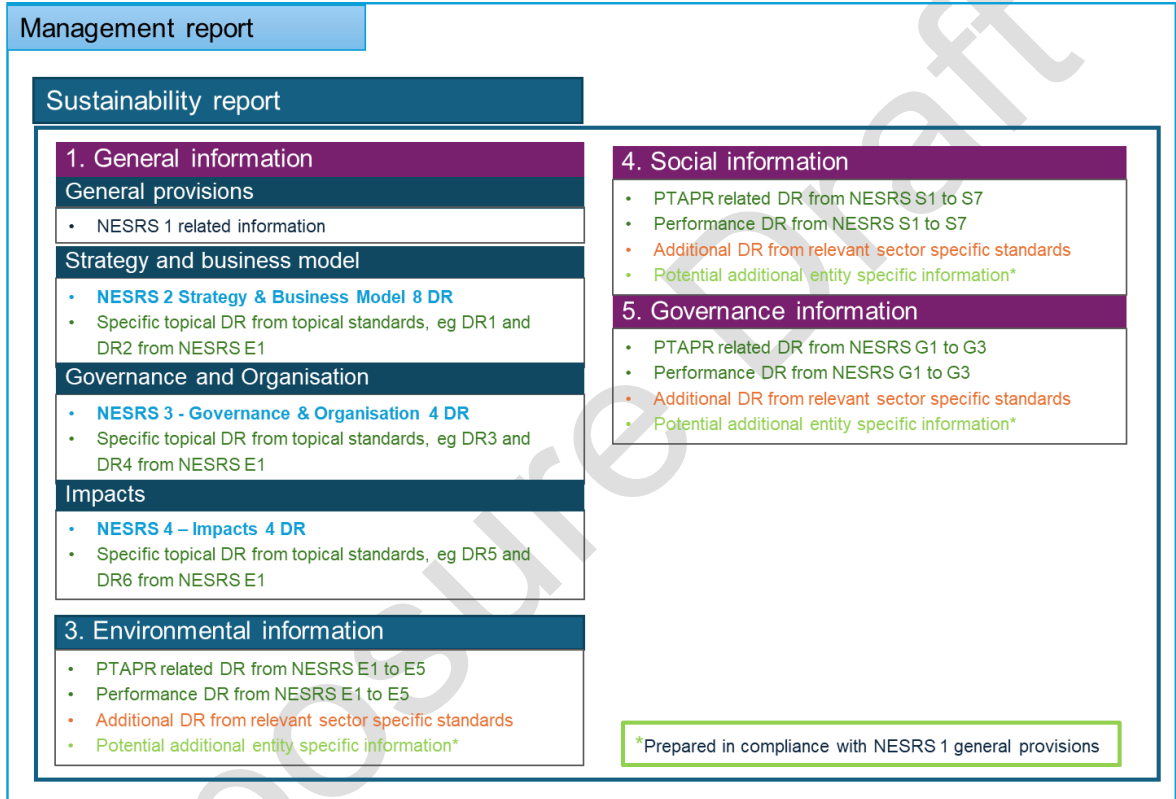 Management report
Sustainability report
1. General information
General provisions
• NESRS 1 related information
Strategy and business model
• NESRS 2 Strategy & Business Model 8 DR
• Specific topical DR from topical standards, eg DR1 and
DR2 from NESRS E1
Governance and Organisation
• NESRS 3 - Governance & Organisation 4 DR
• Specific topical DR from topical standards, eg DR3 and
DR4 from NESRS E1
Impacts
• NESRS 4 – Impacts 4 DR
• Specific topical DR from topical standards, eg DR5 and
DR6 from NESRS E1
3. Environmental information
• PTAPR related DR from NESRS E1 to E5
• Performance DR from NESRS E1 to E5
• Additional DR from relevant sector specific standards
• Potential additional entity specific information*
4. Social information
• PTAPR related DR from NESRS S1 to S7
• Performance DR from NESRS S1 to S7
• Additional DR from relevant sector specific standards
• Potential additional entity specific information*
5. Governance information
• PTAPR related DR from NESRS G1 to G3
• Performance DR from NESRS G1 to G3
• Additional DR from relevant sector specific standards
• Potential additional entity specific information*
*Prepared in compliance with NESRS 1 general provisions
posure Draft